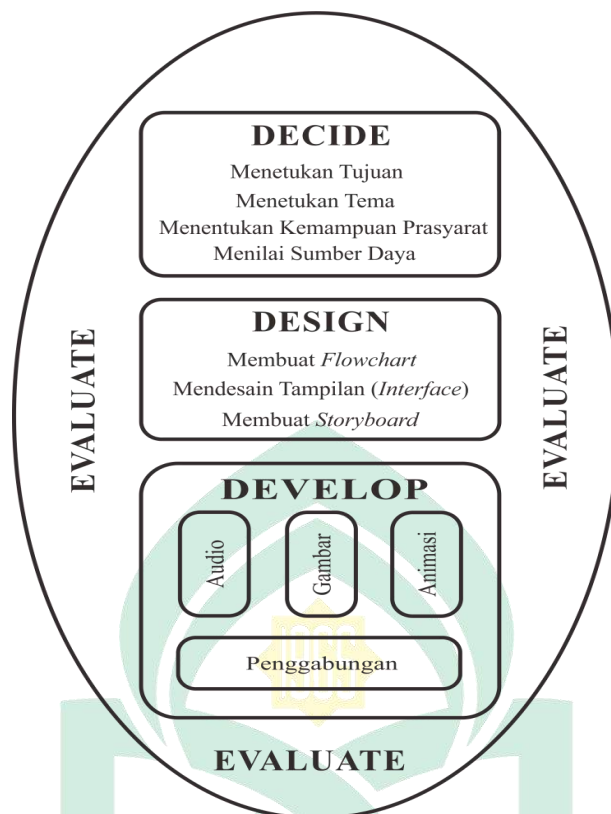 DECIDE
Menetukan Tujuan
Menetukan Tema
Menentukan Kemampuan Prasyarat
Menilai Sumber Daya
EVALUATE
DESIGN
Membuat Flowchart
Mendesain Tampilan (Interface)
Membuat Storyboard
EVALUATE
DEVELOP
Audio
Gambar
Animasi
Penggabungan
EVALUATE